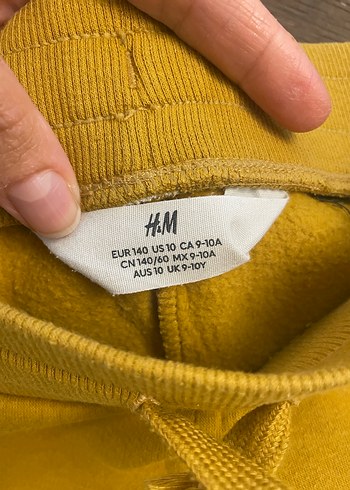 H&M
EUR 140 US 10 CA 9-10A
CN 140/60 MX 9-10A
AUS 10 UK 9-10Y